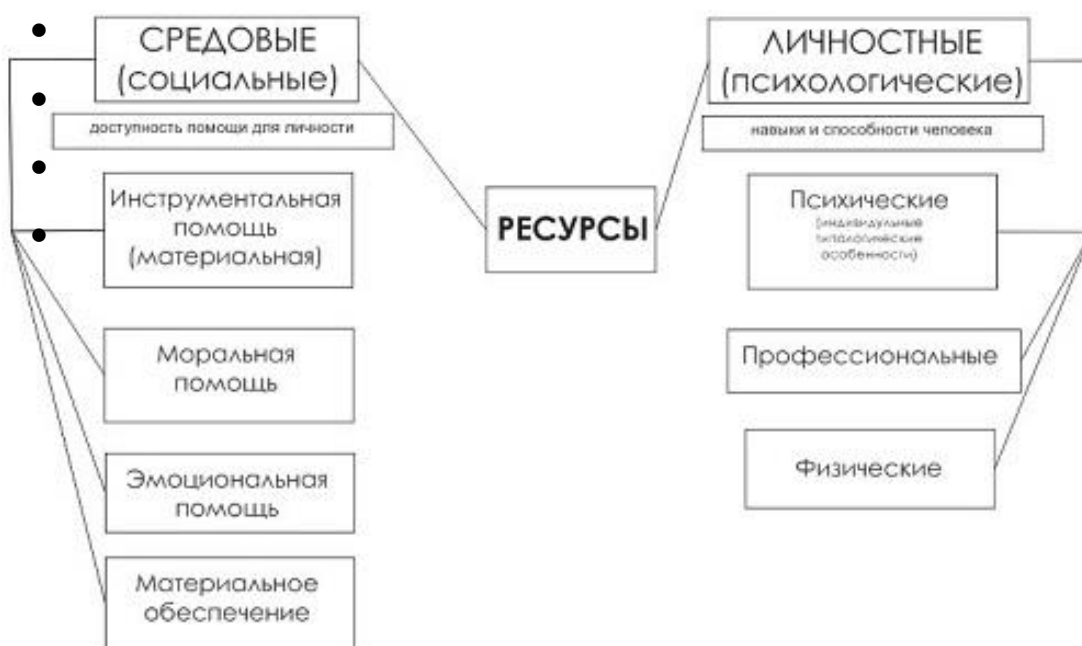 СРЕДОВЫЕ
(социальные)
доступность помощи для личности
Инструментальная
помощь
(материальная)
Моральная
помощь
Эмоциональная
помощь
Материальное
обеспечение
РЕСУРСЫ
ЛИЧНОСТНЫЕ
(психологические)
навыки и способности человека
Психические
(индивидульные
типологические
особенности)
Профессиональные
Физические